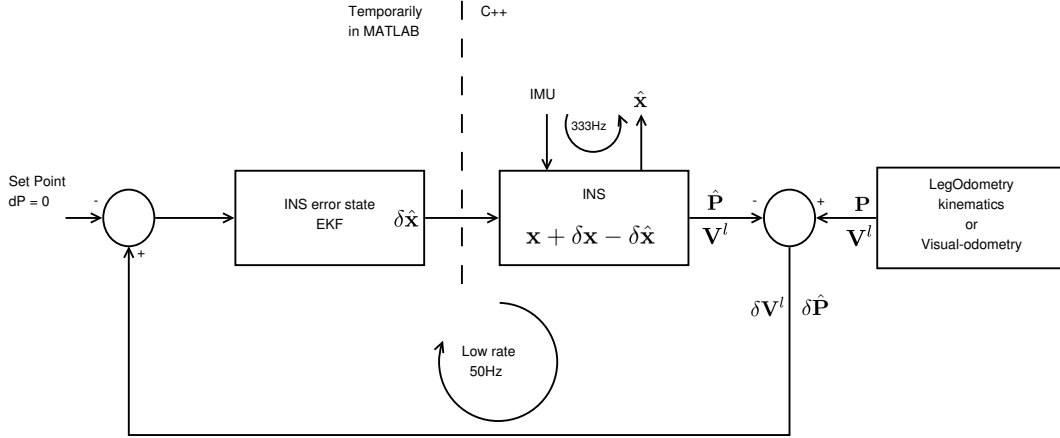 Temporarily
in MATLAB
C++
IMU
333Hz
x̂
Set Point
dP = 0
-
+
INS error state
EKF
δx̂
INS
x + δx − δx̂
P̂
Vˡ
-
+
P
Vˡ
LegOdometry
kinematics
or
Visual-odometry
δVˡ
δP̂
Low rate
50Hz